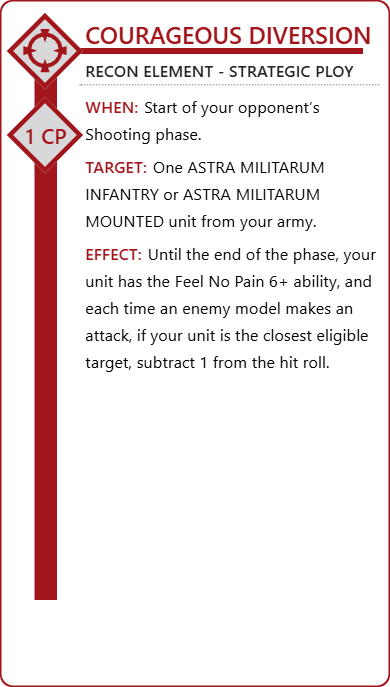 COURAGEOUS DIVERSION
RECON ELEMENT - STRATEGIC PLOY
1 CP
WHEN: Start of your opponent’s
Shooting phase.
TARGET: One ASTRA MILITARUM
INFANTRY or ASTRA MILITARUM
MOUNTED unit from your army.
EFFECT: Until the end of the phase, your
unit has the Feel No Pain 6+ ability, and
each time an enemy model makes an
attack, if your unit is the closest eligible
target, subtract 1 from the hit roll.